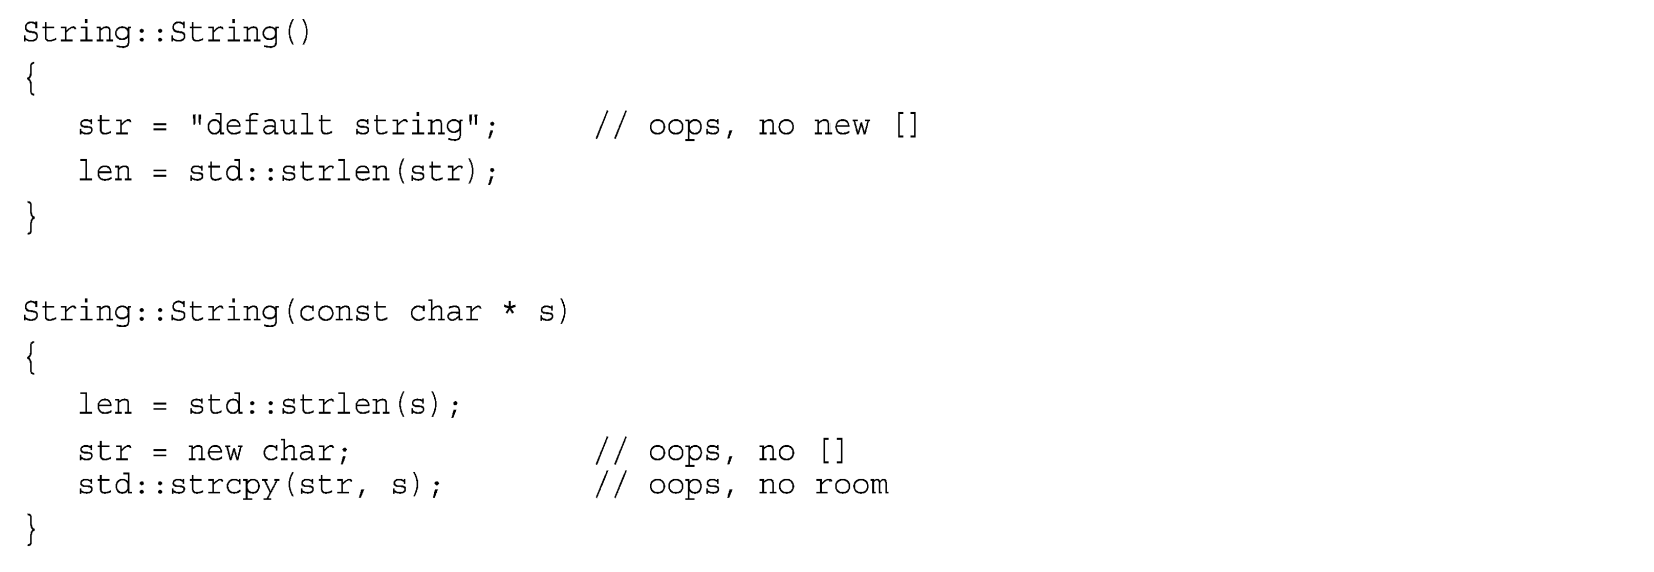 String::String()
{
   str = "default string";     // oops, no new []
   len = std::strlen(str);
}

String::String(const char * s)
{
   len = std::strlen(s);
   str = new char;             // oops, no []
   std::strcpy(str, s);        // oops, no room
}